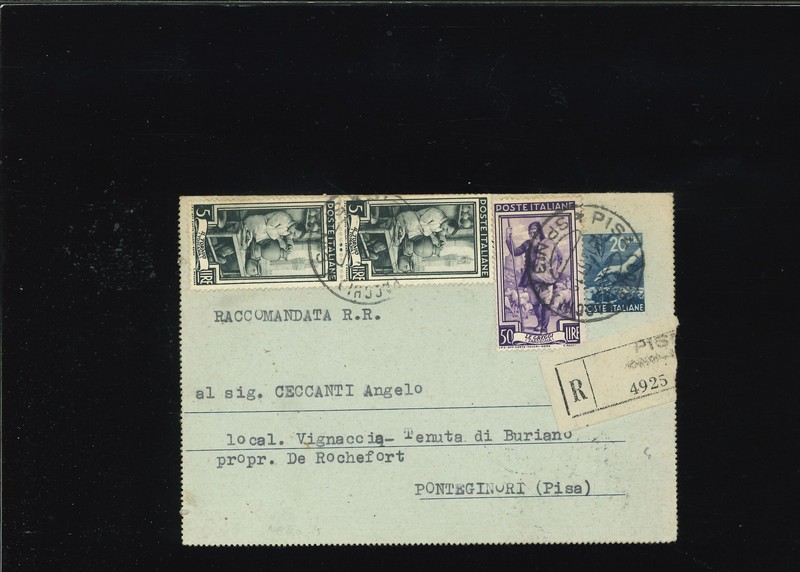 5
LIRE
POSTE ITALIANE
5
LIRE
POSTE ITALIANE
POSTE ITALIANE
50 LIRE
20
POSTE ITALIANE
RACCOMANDATA R.R.
R
PIS
4925
al sig. CECCANTI Angelo
local. Vignaccia- Tenuta di Buriano
propr. De Rochefort
PONTEGINORI (Pisa)